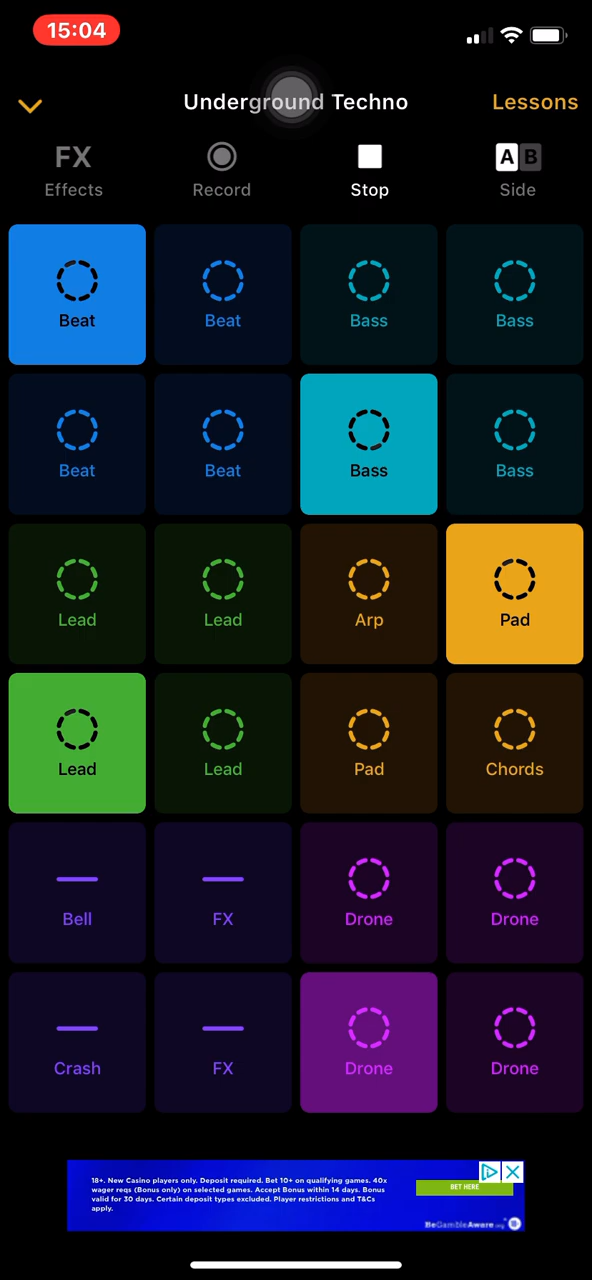 15:04
Underground Techno
Lessons
FX
Effects
Record
Stop
A B
Side
Beat
Beat
Bass
Bass
Beat
Beat
Bass
Bass
Lead
Lead
Arp
Pad
Lead
Lead
Pad
Chords
Bell
FX
Drone
Drone
Crash
FX
Drone
Drone
18+. New Casino players only. Deposit required. Bet 10+ on qualifying games. 40x
wager reqs (Bonus only) on selected games. Accept Bonus within 14 days. Bonus
valid for 30 days. Certain deposit types excluded. Player restrictions and T&Cs
apply.
BET HERE
BeGambleAware.org
18